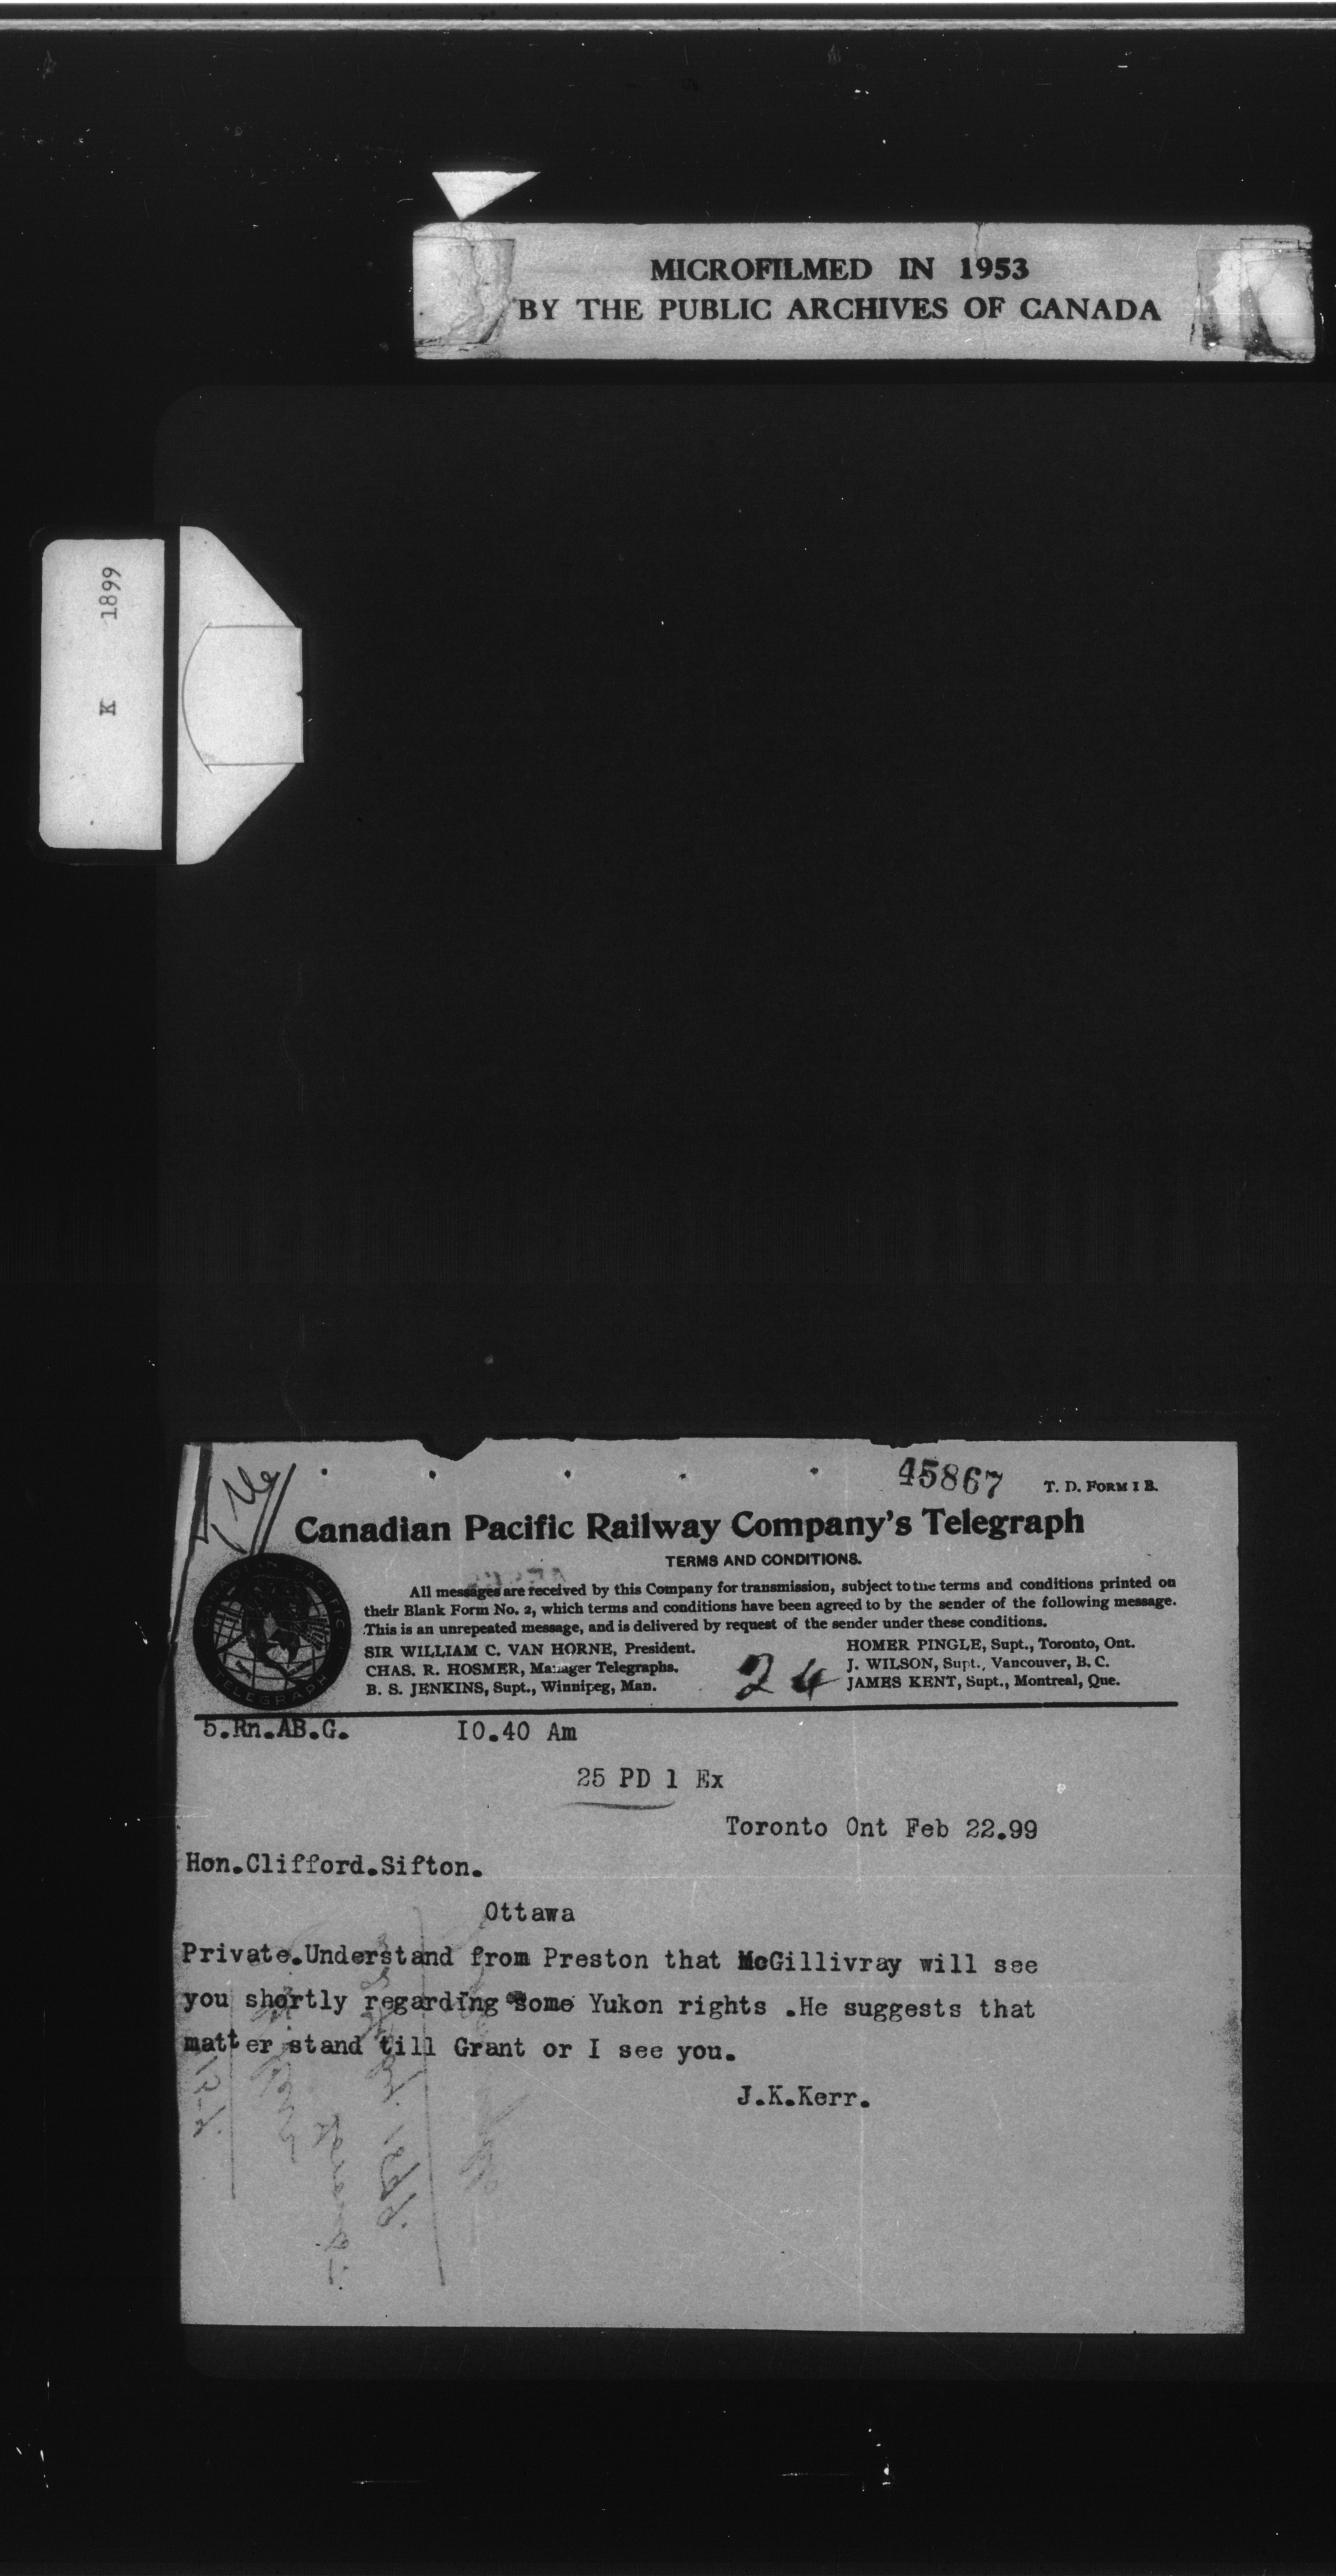 MICROFILMED IN 1953
BY THE PUBLIC ARCHIVES OF CANADA
K 1899
45867
T. D. FORM 1 B.
Canadian Pacific Railway Company's Telegraph
TERMS AND CONDITIONS.
All messages are received by this Company for transmission, subject to the terms and conditions printed on
their Blank Form No. 2, which terms and conditions have been agreed to by the sender of the following message.
This is an unrepeated message, and is delivered by request of the sender under these conditions.
SIR WILLIAM C. VAN HORNE, President.
CHAS. R. HOSMER, Manager Telegraphs.
B. S. JENKINS, Supt., Winnipeg, Man.
HOMER PINGLE, Supt., Toronto, Ont.
J. WILSON, Supt., Vancouver, B. C.
JAMES KENT, Supt., Montreal, Que.
CANADIAN PACIFIC
TELEGRAPH
24
5.Rn.AB.G. 10.40 Am
25 PD 1 Ex
Toronto Ont Feb 22.99
Hon.Clifford.Sifton.
Ottawa
Private.Understand from Preston that McGillivray will see
you shortly regarding some Yukon rights .He suggests that
matter stand till Grant or I see you.
J.K.Kerr.